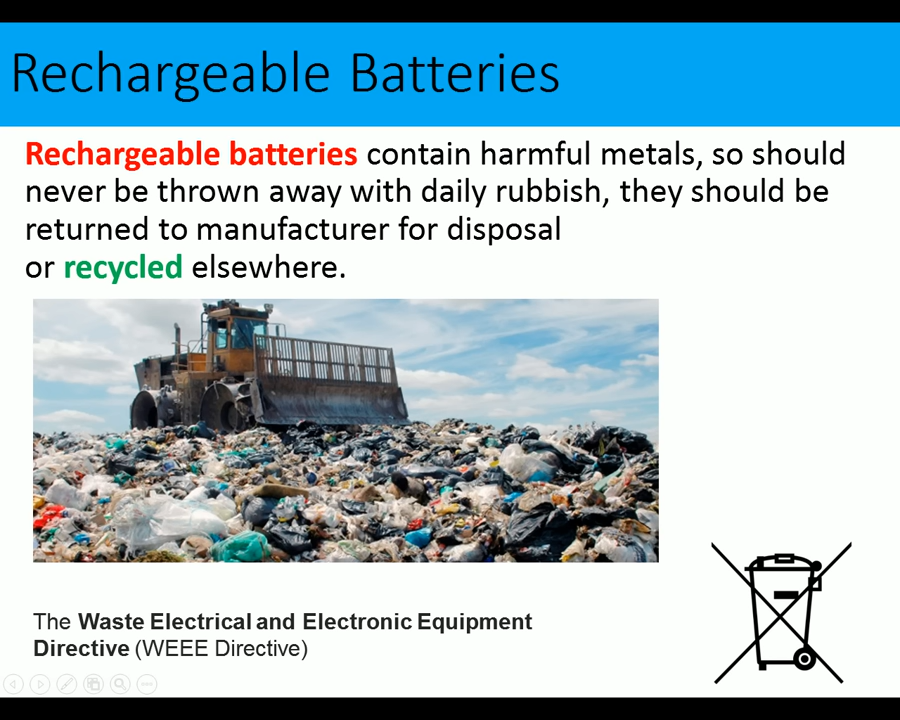 Rechargeable Batteries
Rechargeable batteries contain harmful metals, so should
never be thrown away with daily rubbish, they should be
returned to manufacturer for disposal
or recycled elsewhere.
The Waste Electrical and Electronic Equipment
Directive (WEEE Directive)